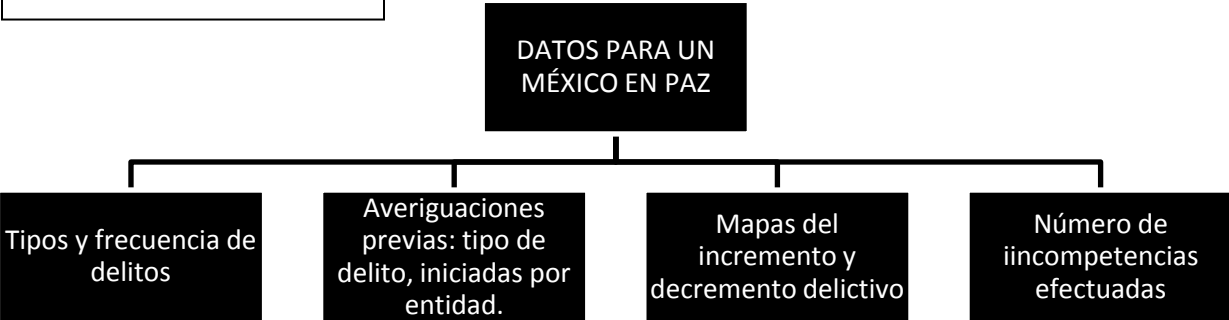 DATOS PARA UN
MÉXICO EN PAZ
Tipos y frecuencia de
delitos
Averiguaciones
previas: tipo de
delito, iniciadas por
entidad.
Mapas del
incremento y
decremento delictivo
Número de
iincompetencias
efectuadas